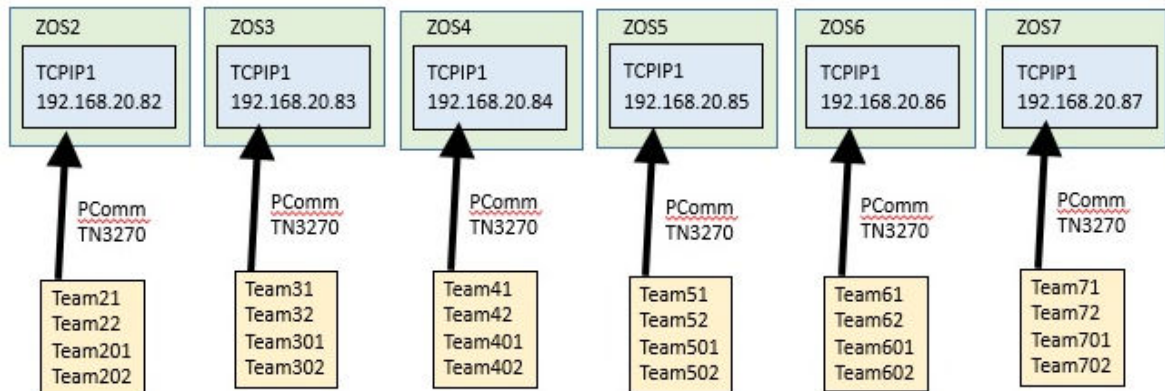 ZOS2
TCPIP1
192.168.20.82
PComm
TN3270
Team21
Team22
Team201
Team202
ZOS3
TCPIP1
192.168.20.83
PComm
TN3270
Team31
Team32
Team301
Team302
ZOS4
TCPIP1
192.168.20.84
PComm
TN3270
Team41
Team42
Team401
Team402
ZOS5
TCPIP1
192.168.20.85
PComm
TN3270
Team51
Team52
Team501
Team502
ZOS6
TCPIP1
192.168.20.86
PComm
TN3270
Team61
Team62
Team601
Team602
ZOS7
TCPIP1
192.168.20.87
PComm
TN3270
Team71
Team72
Team701
Team702